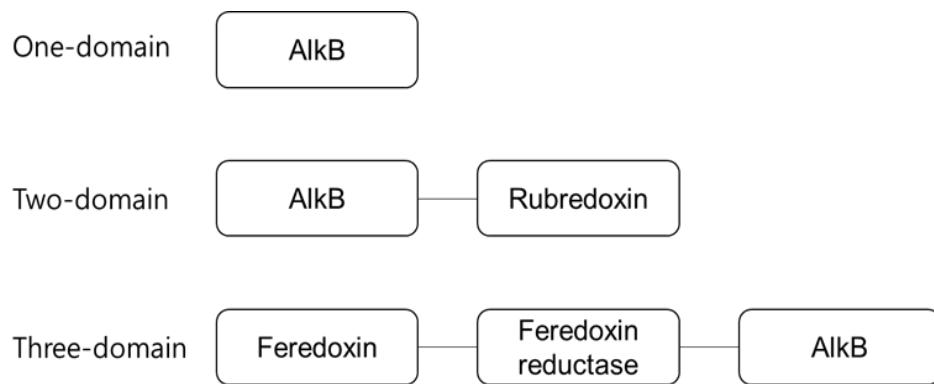 One-domain AlkB
Two-domain AlkB Rubredoxin
Three-domain Feredoxin Feredoxin reductase AlkB